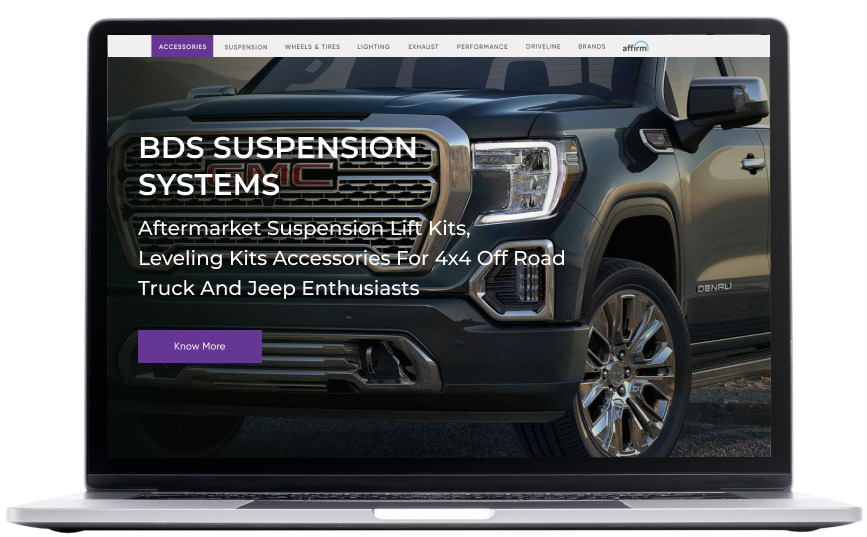 ACCESSORIES SUSPENSION WHEELS & TIRES LIGHTING EXHAUST PERFORMANCE DRIVELINE BRANDS affirm
BDS SUSPENSION
SYSTEMS
GMC
Aftermarket Suspension Lift Kits,
Leveling Kits Accessories For 4x4 Off Road
Truck And Jeep Enthusiasts
DENALI
Know More